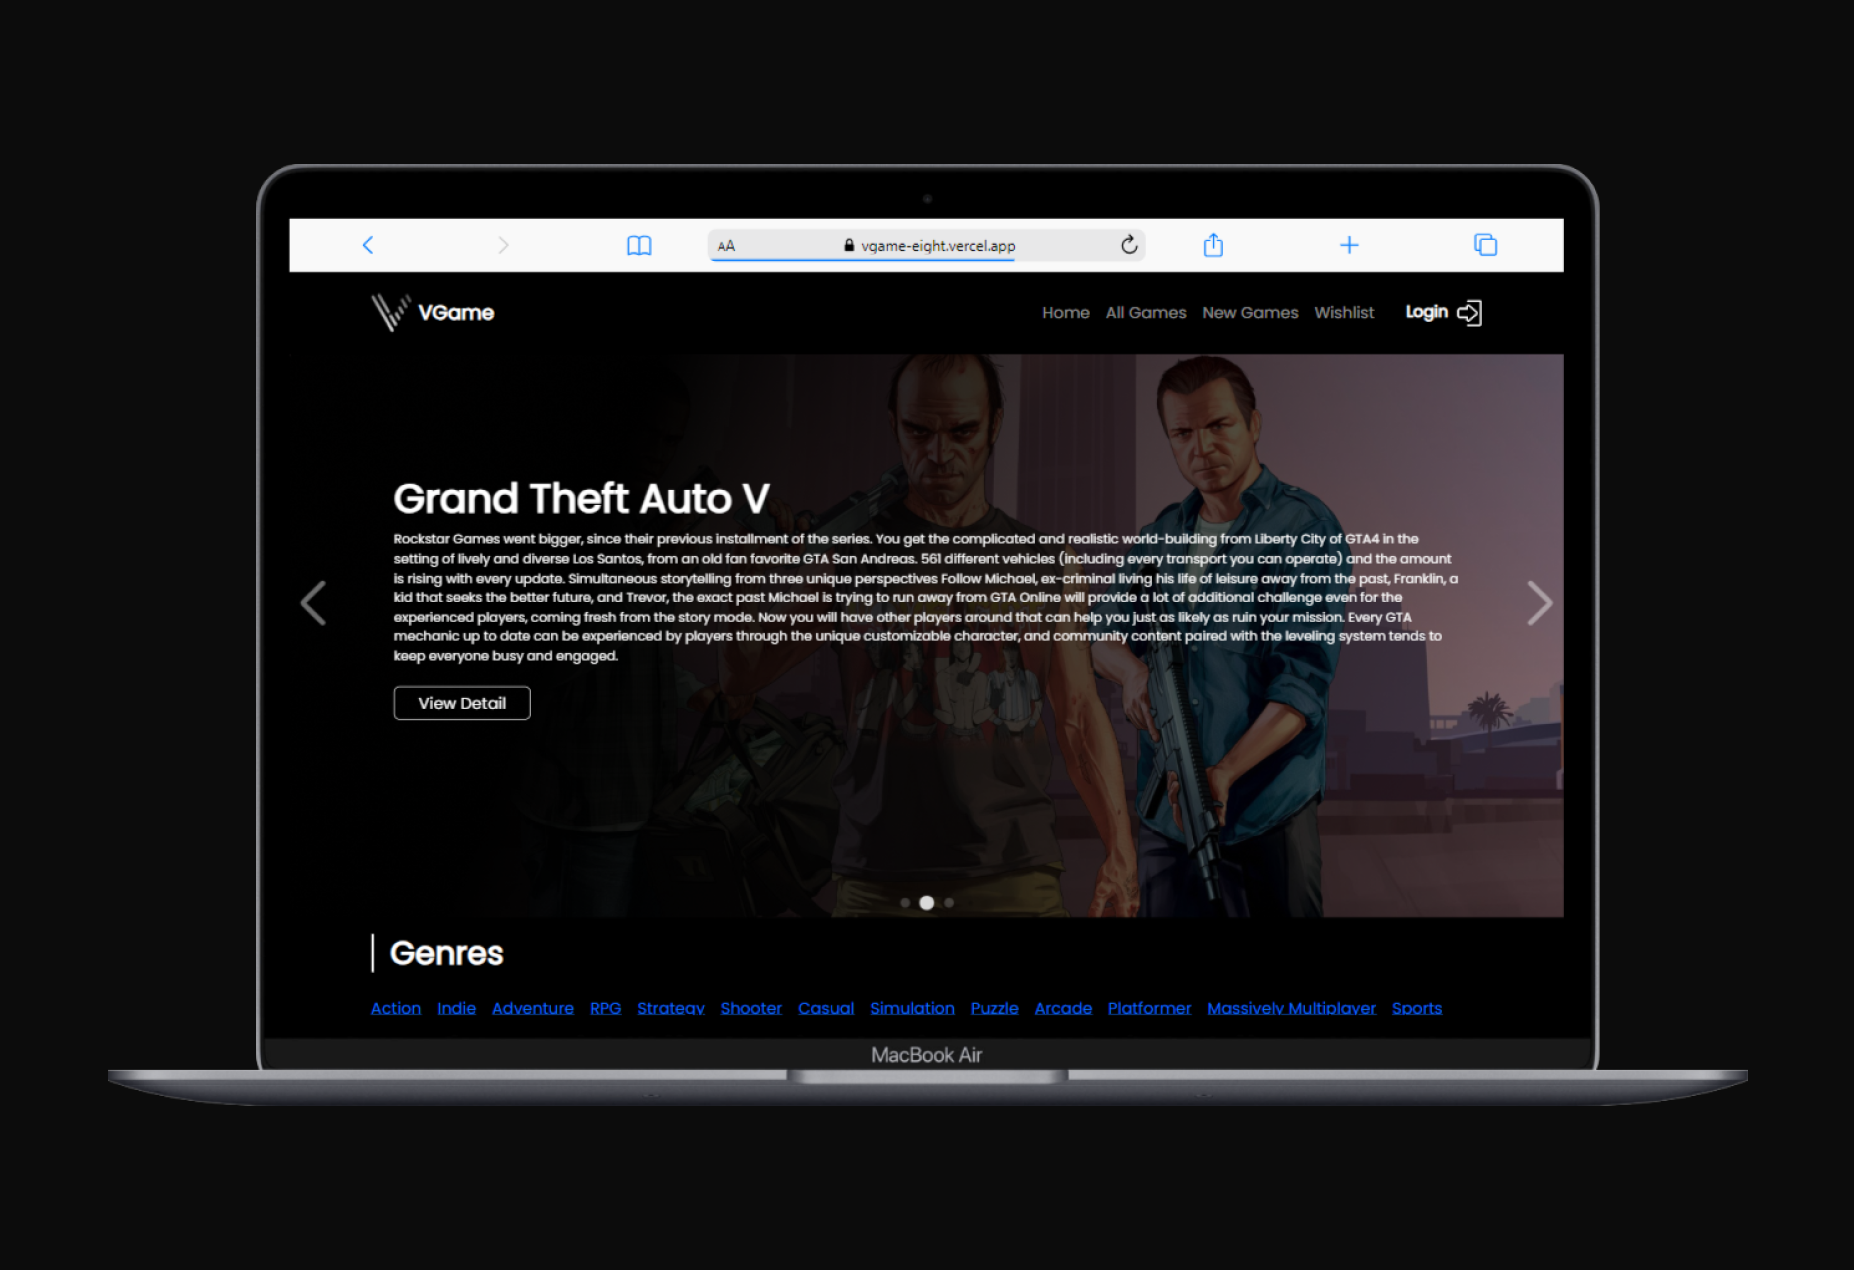 AA vgame-eight.vercel.app
VGame Home All Games New Games Wishlist Login
Grand Theft Auto V
Rockstar Games went bigger, since their previous installment of the series. You get the complicated and realistic world-building from Liberty City of GTA4 in the
setting of lively and diverse Los Santos, from an old fan favorite GTA San Andreas. 561 different vehicles (including every transport you can operate) and the amount
is rising with every update. Simultaneous storytelling from three unique perspectives Follow Michael, ex-criminal living his life of leisure away from the past, Franklin, a
kid that seeks the better future, and Trevor, the exact past Michael is trying to run away from GTA Online will provide a lot of additional challenge even for the
experienced players, coming fresh from the story mode. Now you will have other players around that can help you just as likely as ruin your mission. Every GTA
mechanic up to date can be experienced by players through the unique customizable character, and community content paired with the leveling system tends to
keep everyone busy and engaged.
View Detail
Genres
Action Indie Adventure RPG Strategy Shooter Casual Simulation Puzzle Arcade Platformer Massively Multiplayer Sports
MacBook Air